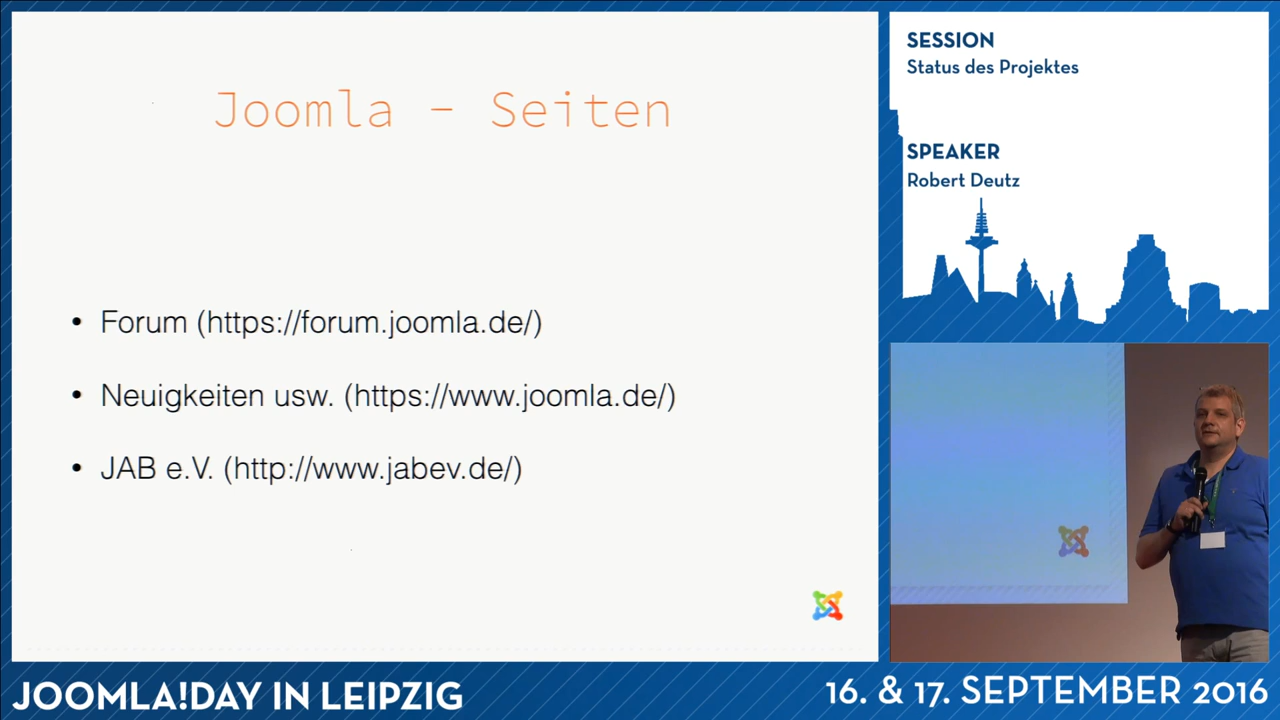 Joomla - Seiten
• Forum (https://forum.joomla.de/)
• Neuigkeiten usw. (https://www.joomla.de/)
• JAB e.V. (http://www.jabev.de/)
SESSION
Status des Projektes
SPEAKER
Robert Deutz
JOOMLA!DAY IN LEIPZIG
16. & 17. SEPTEMBER 2016